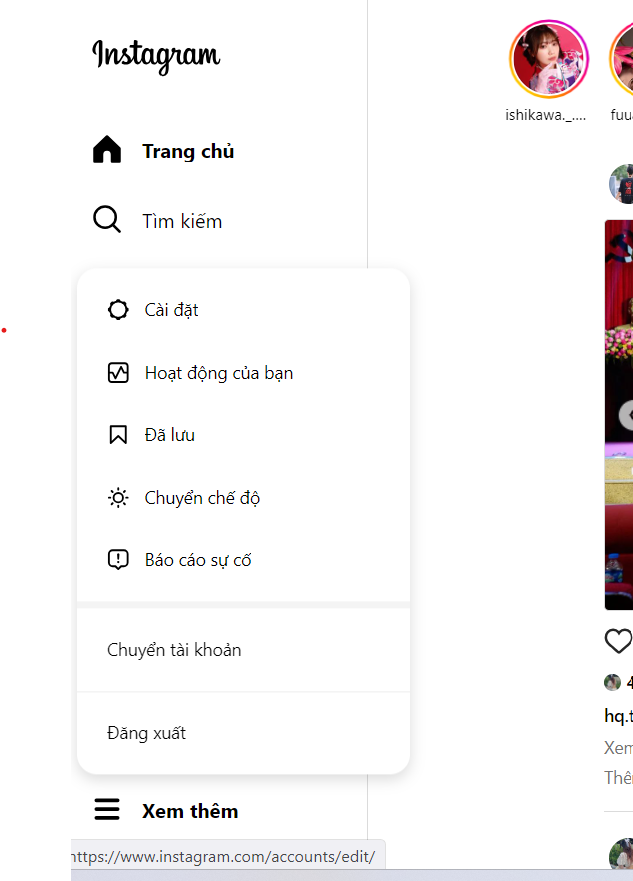 Instagram
ishikawa._....
Trang chủ
Tìm kiếm
Cài đặt
Hoạt động của bạn
Đã lưu
Chuyển chế độ
Báo cáo sự cố
Chuyển tài khoản
Đăng xuất
Xem thêm
https://www.instagram.com/accounts/edit/
fuu
4
hq.t
Xem
Thê